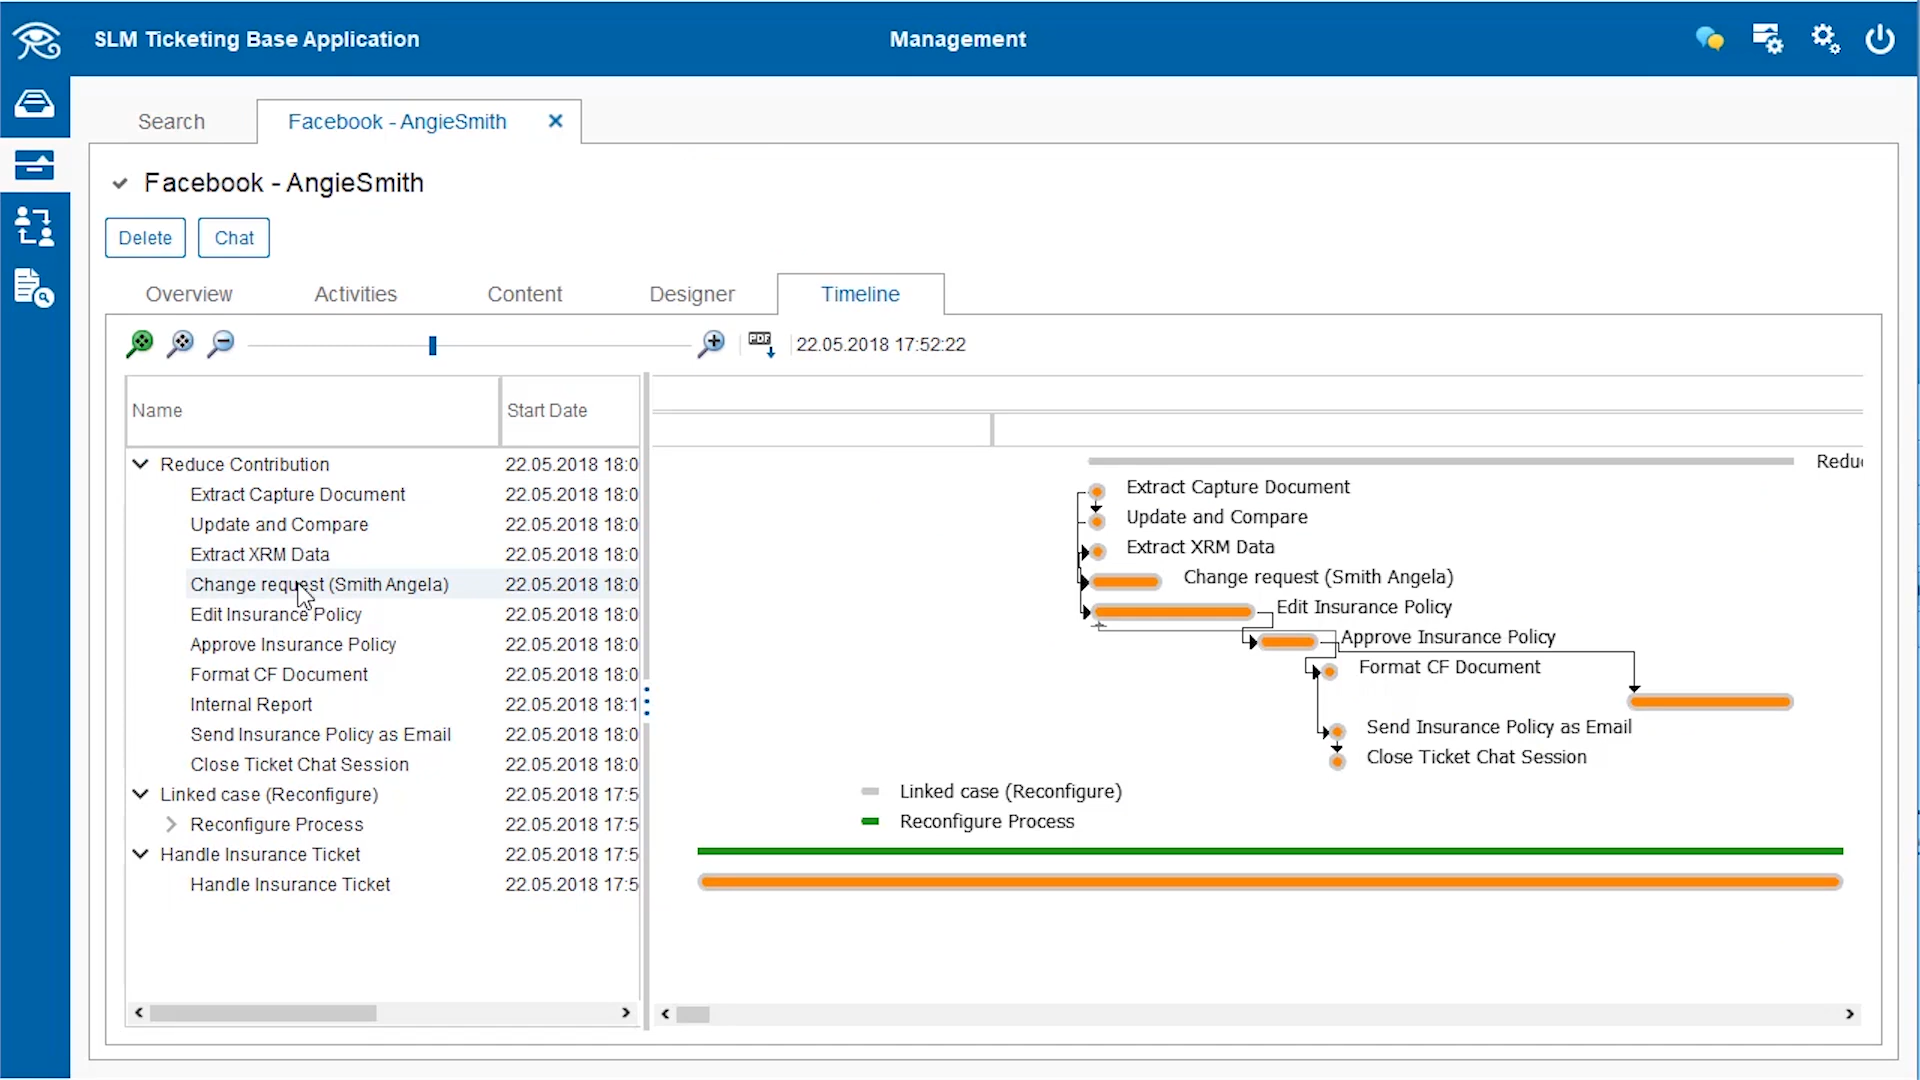 SLM Ticketing Base Application
Management
Search
Facebook - AngieSmith
Facebook - AngieSmith
Delete
Chat
Overview
Activities
Content
Designer
Timeline
PDF
22.05.2018 17:52:22
Name
Start Date
Reduce Contribution 22.05.2018 18:0
Extract Capture Document 22.05.2018 18:0
Update and Compare 22.05.2018 18:0
Extract XRM Data 22.05.2018 18:0
Change request (Smith Angela) 22.05.2018 18:0
Edit Insurance Policy 22.05.2018 18:0
Approve Insurance Policy 22.05.2018 18:0
Format CF Document 22.05.2018 18:0
Internal Report 22.05.2018 18:1
Send Insurance Policy as Email 22.05.2018 18:0
Close Ticket Chat Session 22.05.2018 18:0
Linked case (Reconfigure) 22.05.2018 17:5
Reconfigure Process 22.05.2018 17:5
Handle Insurance Ticket 22.05.2018 17:5
Handle Insurance Ticket 22.05.2018 17:5
Extract Capture Document
Update and Compare
Extract XRM Data
Change request (Smith Angela)
Edit Insurance Policy
Approve Insurance Policy
Format CF Document
Send Insurance Policy as Email
Close Ticket Chat Session
Linked case (Reconfigure)
Reconfigure Process